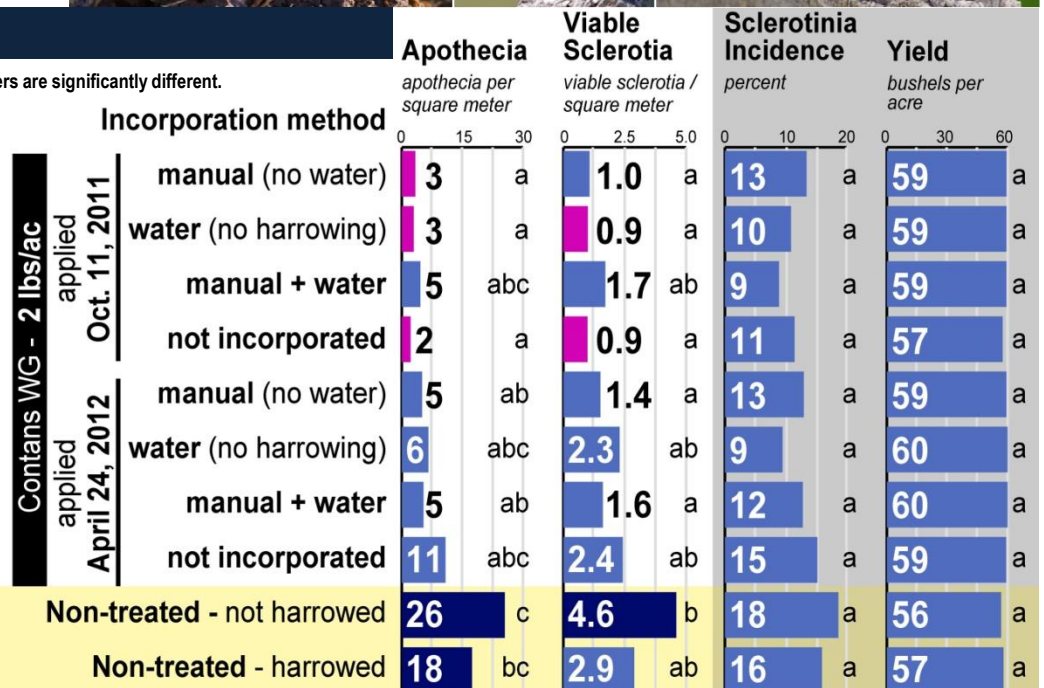 Apothecia
apothecia per
square meter
Viable
Sclerotia
viable sclerotia /
square meter
Sclerotinia
Incidence
percent
Yield
bushels per
acre
are significantly different.
Incorporation method
0 15 30 0 2.5 5.0 0 10 20 0 30 60
Contans WG - 2 lbs/ac
applied
Oct. 11, 2011
manual (no water) 3 a 1.0 a 13 a 59 a
water (no harrowing) 3 a 0.9 a 10 a 59 a
manual + water 5 abc 1.7 ab 9 a 59 a
not incorporated 2 a 0.9 a 11 a 57 a
applied
April 24, 2012
manual (no water) 5 ab 1.4 a 13 a 59 a
water (no harrowing) 6 abc 2.3 ab 9 a 60 a
manual + water 5 ab 1.6 a 12 a 60 a
not incorporated 11 abc 2.4 ab 15 a 59 a
Non-treated - not harrowed 26 c 4.6 b 18 a 56 a
Non-treated - harrowed 18 bc 2.9 ab 16 a 57 a